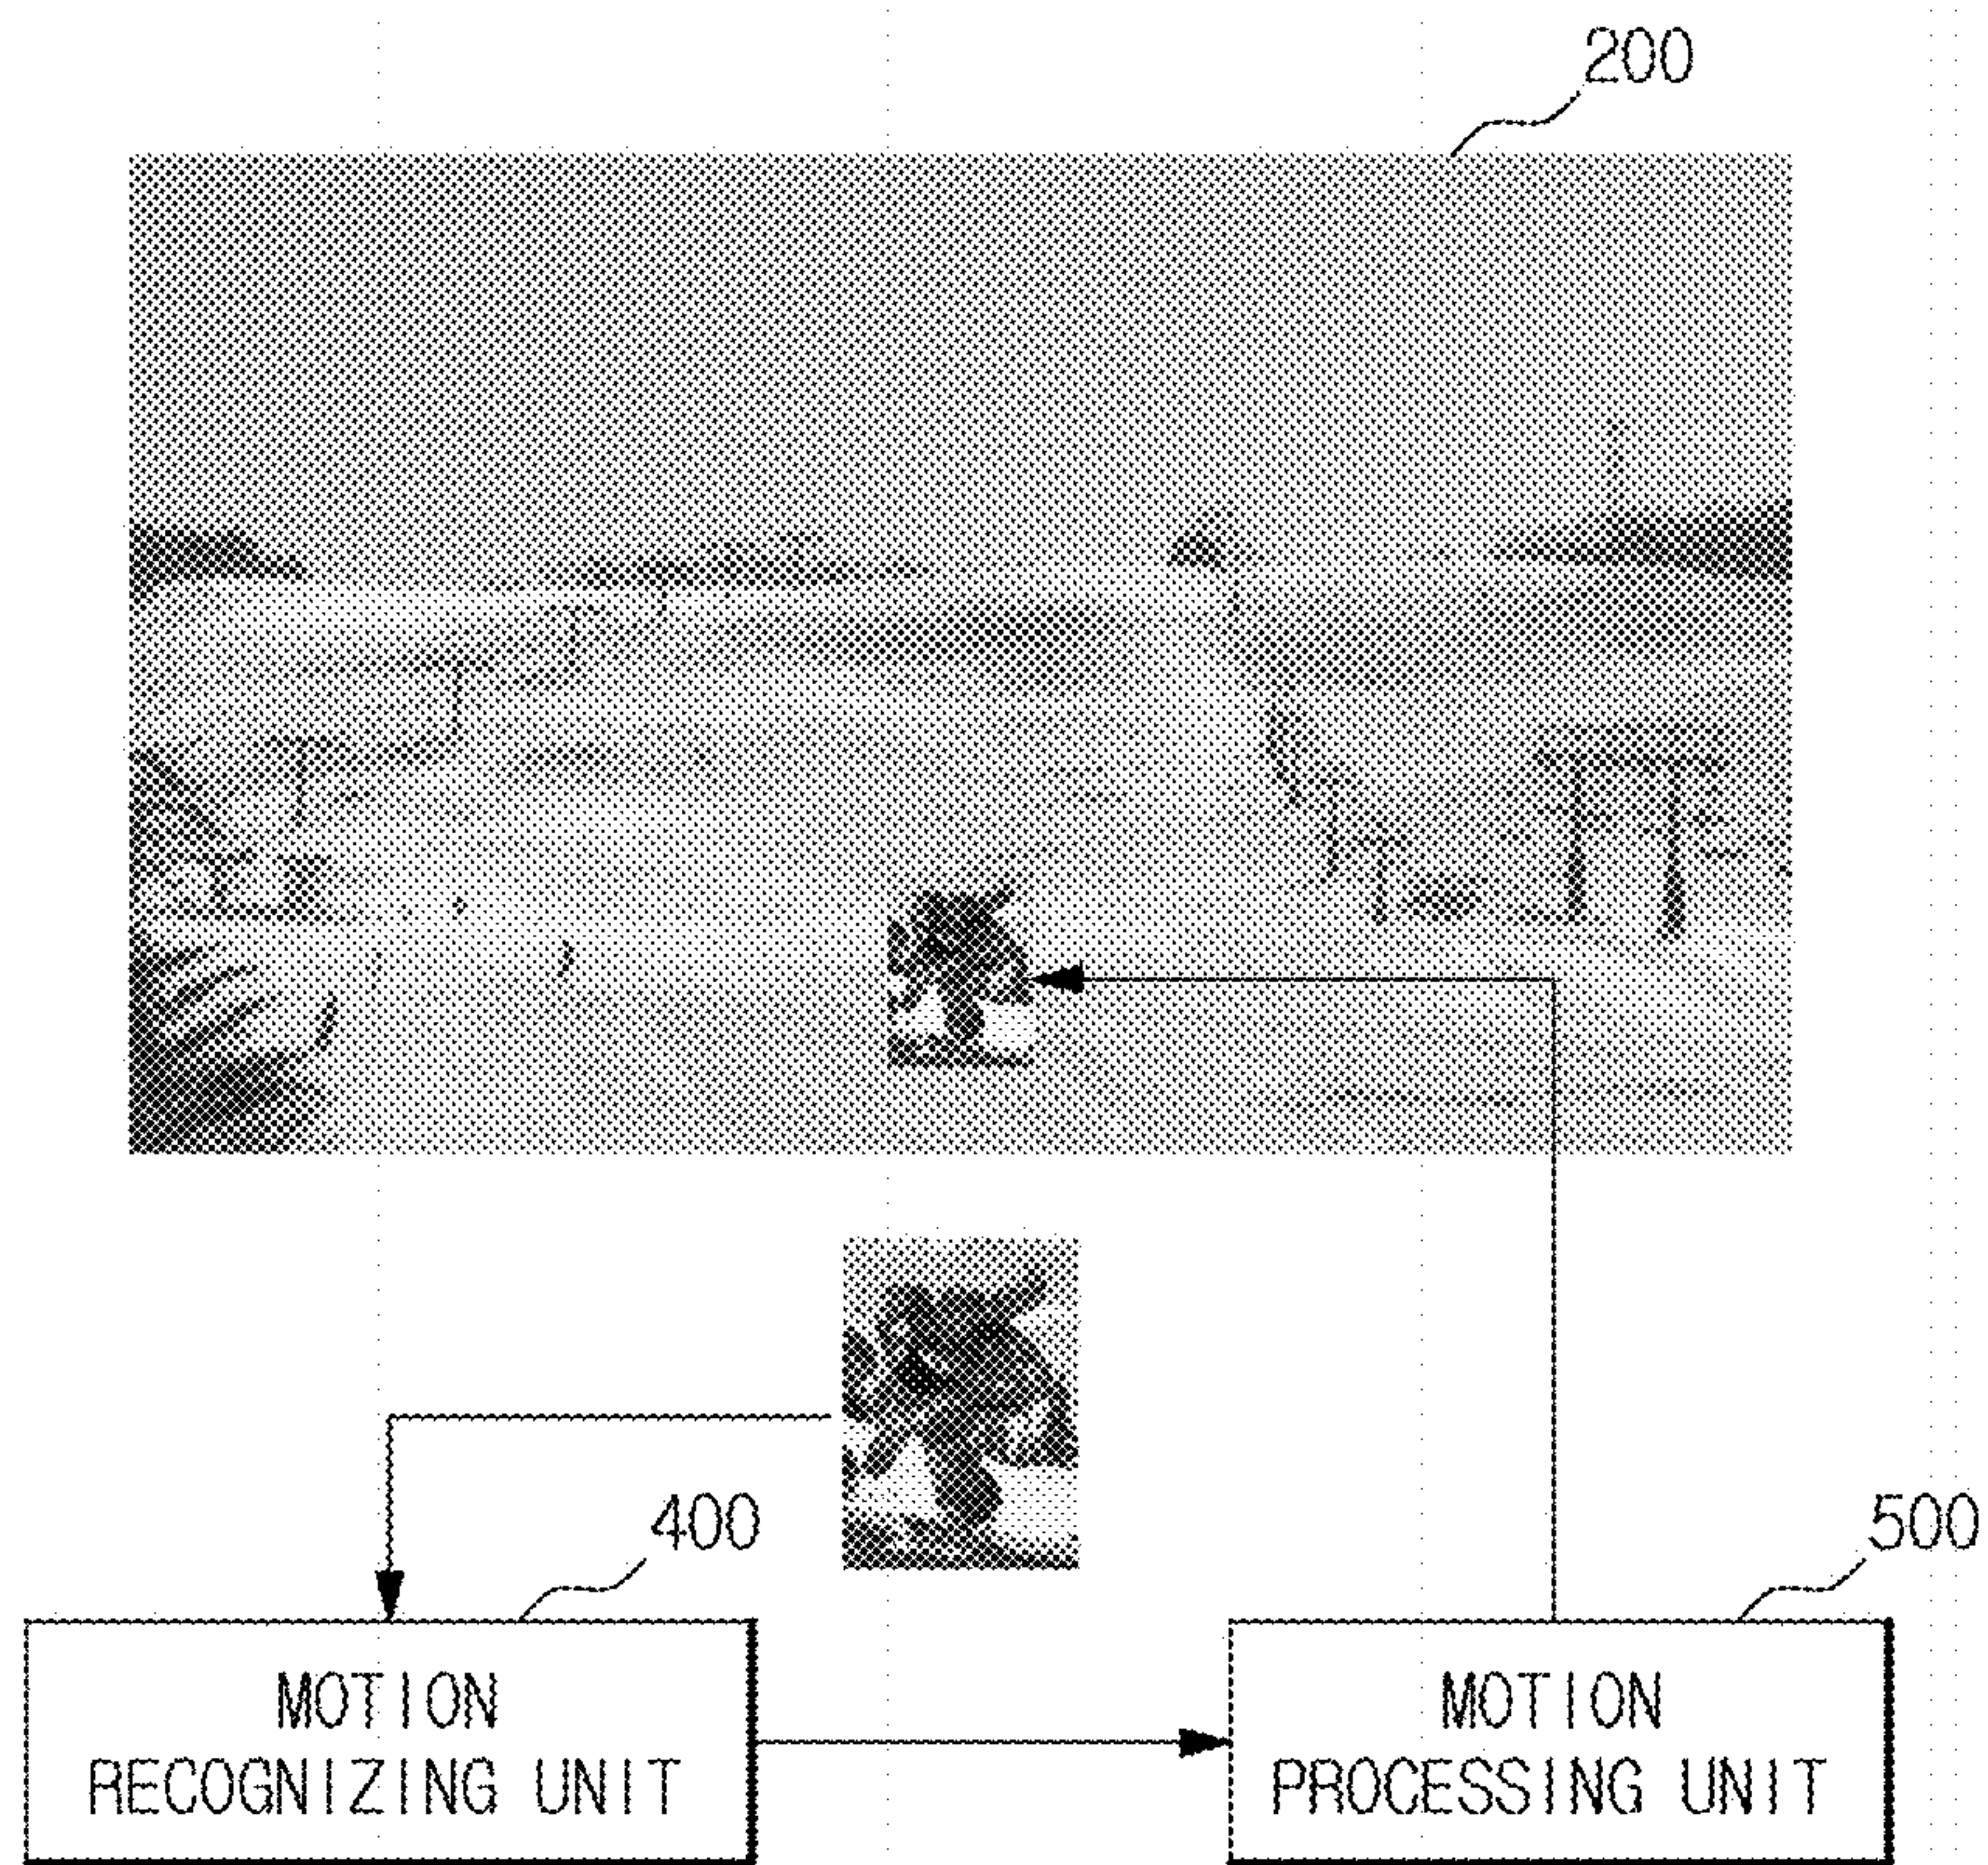 200
400
500
MOTION
RECOGNIZING UNIT
MOTION
PROCESSING UNIT